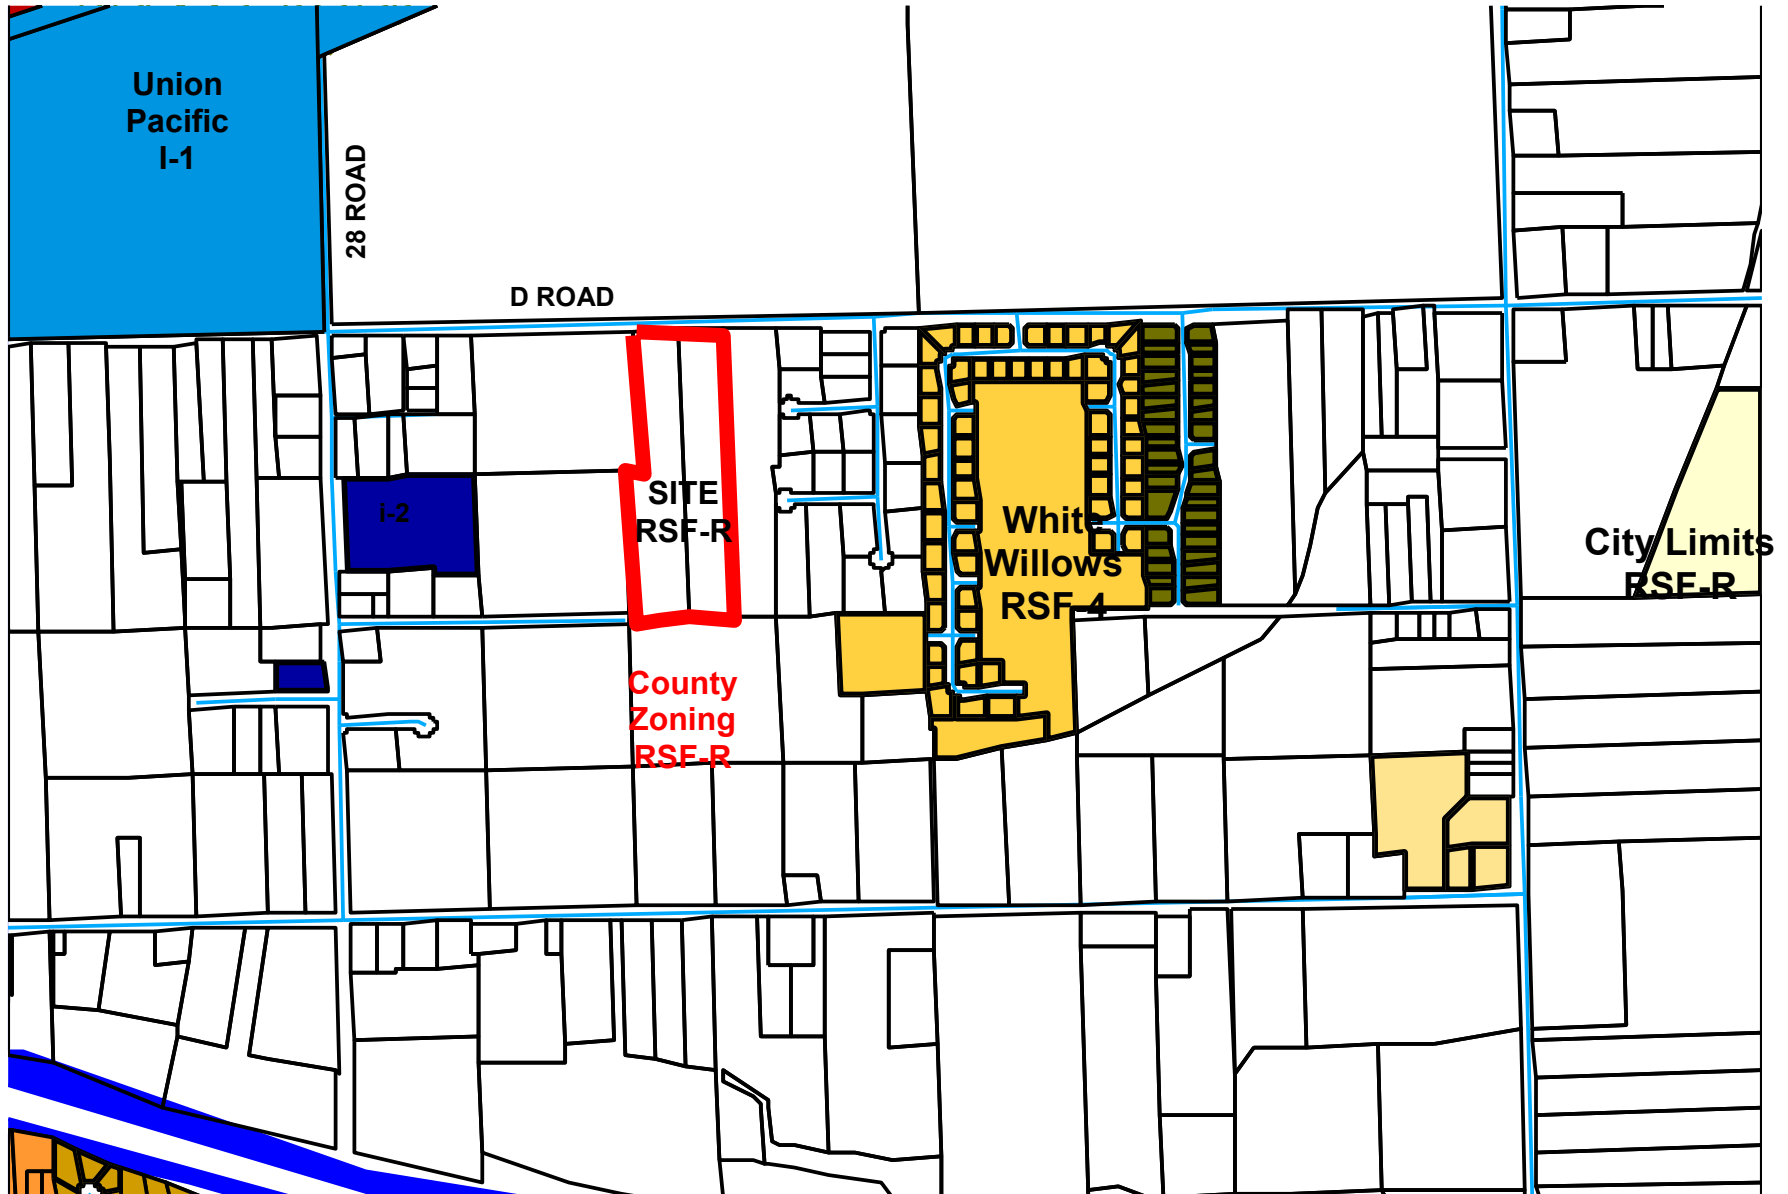 Union
Pacific
I-1
28 ROAD
D ROAD
i-2
SITE
RSF-R
White
Willows
RSF-4
City Limits
RSF-R
County
Zoning
RSF-R